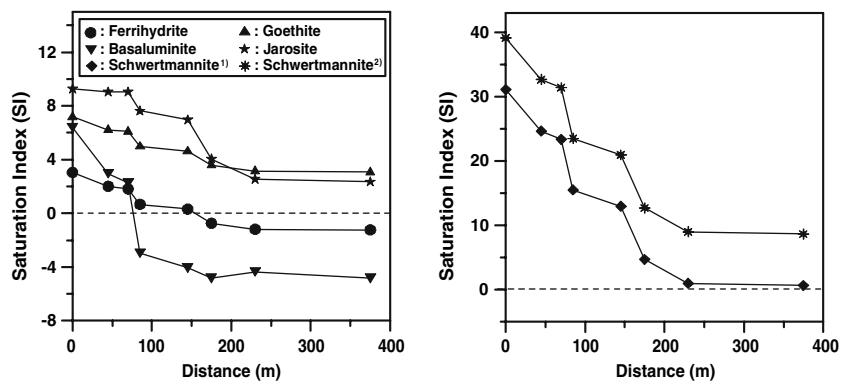 ● : Ferrihydrite ▲ : Goethite
▼ : Basaluminite ★ : Jarosite
◆ : Schwertmannite1) ✳ : Schwertmannite2)
Saturation Index (SI)
12
8
4
0
-4
-8
0 100 200 300 400
Distance (m)
Saturation Index (SI)
40
30
20
10
0
0 100 200 300 400
Distance (m)